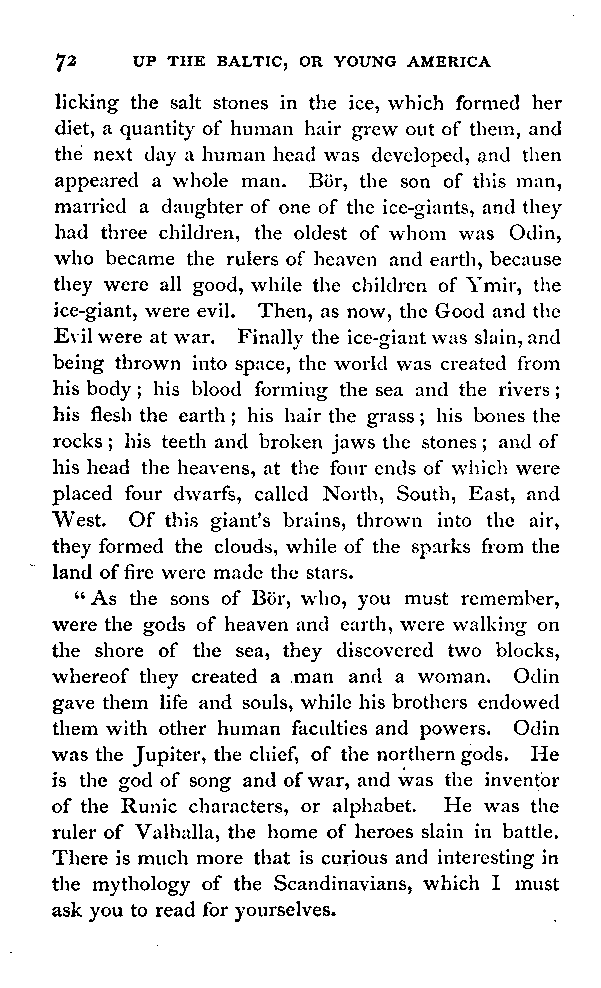 72 UP THE BALTIC, OR YOUNG AMERICA
licking the salt stones in the ice, which formed her
diet, a quantity of human hair grew out of them, and
the next day a human head was developed, and then
appeared a whole man. Bör, the son of this man,
married a daughter of one of the ice-giants, and they
had three children, the oldest of whom was Odin,
who became the rulers of heaven and earth, because
they were all good, while the children of Ymir, the
ice-giant, were evil. Then, as now, the Good and the
Evil were at war. Finally the ice-giant was slain, and
being thrown into space, the world was created from
his body; his blood forming the sea and the rivers;
his flesh the earth; his hair the grass; his bones the
rocks; his teeth and broken jaws the stones; and of
his head the heavens, at the four ends of which were
placed four dwarfs, called North, South, East, and
West. Of this giant's brains, thrown into the air,
they formed the clouds, while of the sparks from the
land of fire were made the stars.
"As the sons of Bör, who, you must remember,
were the gods of heaven and earth, were walking on
the shore of the sea, they discovered two blocks,
whereof they created a man and a woman. Odin
gave them life and souls, while his brothers endowed
them with other human faculties and powers. Odin
was the Jupiter, the chief, of the northern gods. He
is the god of song and of war, and was the inventor
of the Runic characters, or alphabet. He was the
ruler of Valhalla, the home of heroes slain in battle.
There is much more that is curious and interesting in
the mythology of the Scandinavians, which I must
ask you to read for yourselves.